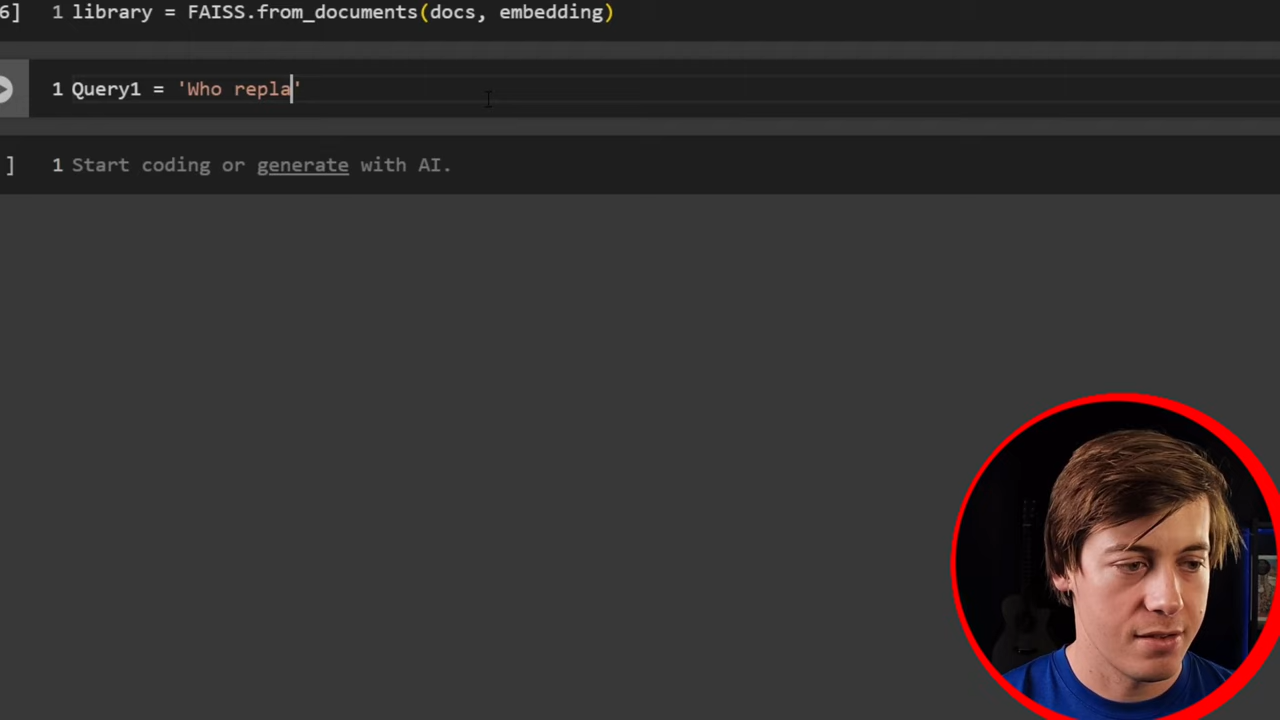 6] 1 library = FAISS.from_documents(docs, embedding)
1 Query1 = 'Who repla'
] 1 Start coding or generate with AI.